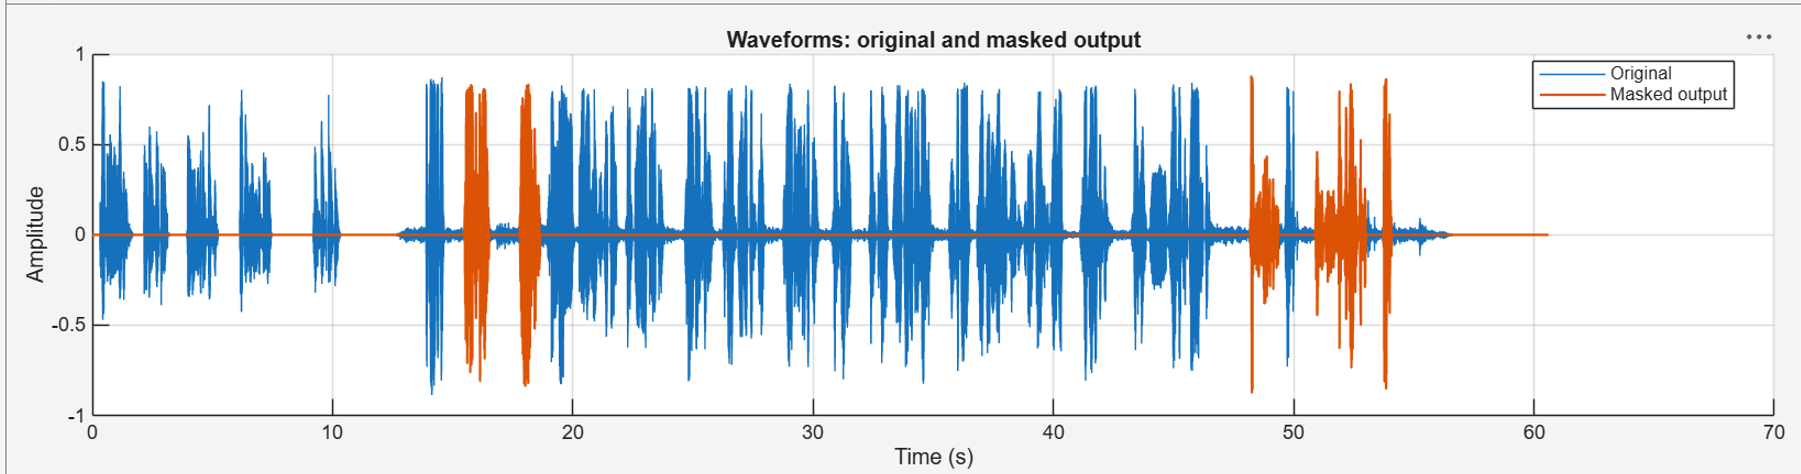 Waveforms: original and masked output
Original
Masked output
Amplitude
1
0.5
0
-0.5
-1
0 10 20 30 40 50 60 70
Time (s)